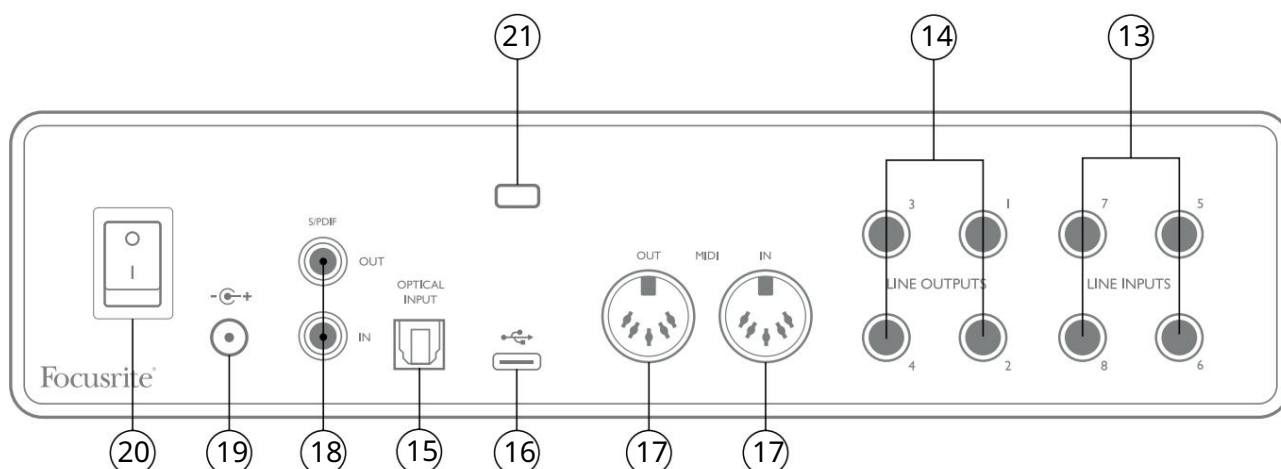 21
14
13
3
1
7
5
S/PDIF
OUT
OUT
MIDI
IN
OPTICAL
INPUT
LINE OUTPUTS
LINE INPUTS
- +
IN
4
2
8
6
Focusrite®
20
19
18
15
16
17
17